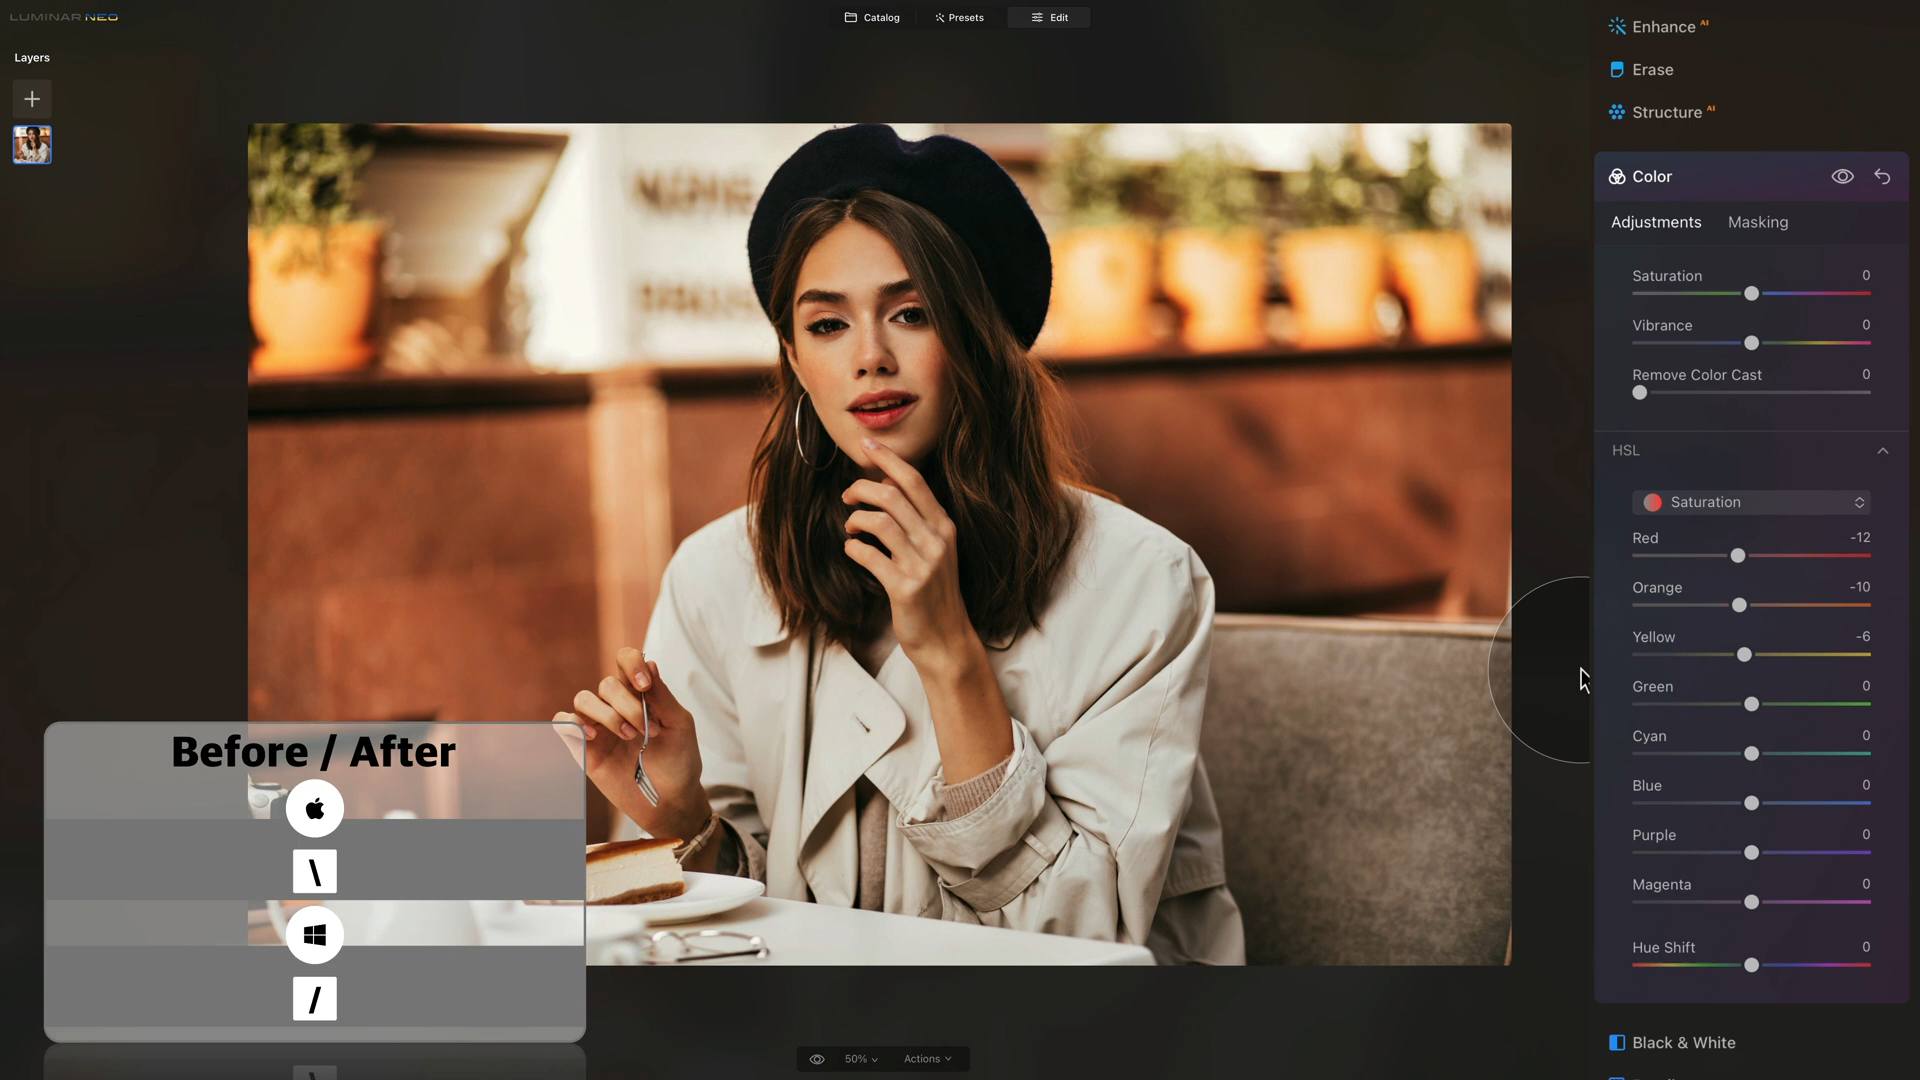 LUMINAR NEO
Catalog
Presets
Edit
Layers
Enhance AI
Erase
Structure AI
Color
Adjustments
Masking
Saturation 0
Vibrance 0
Remove Color Cast 0
HSL
Saturation
Red -12
Orange -10
Yellow -6
Green 0
Cyan 0
Blue 0
Purple 0
Magenta 0
Hue Shift 0
Black & White
Before / After
\
/
50%
Actions